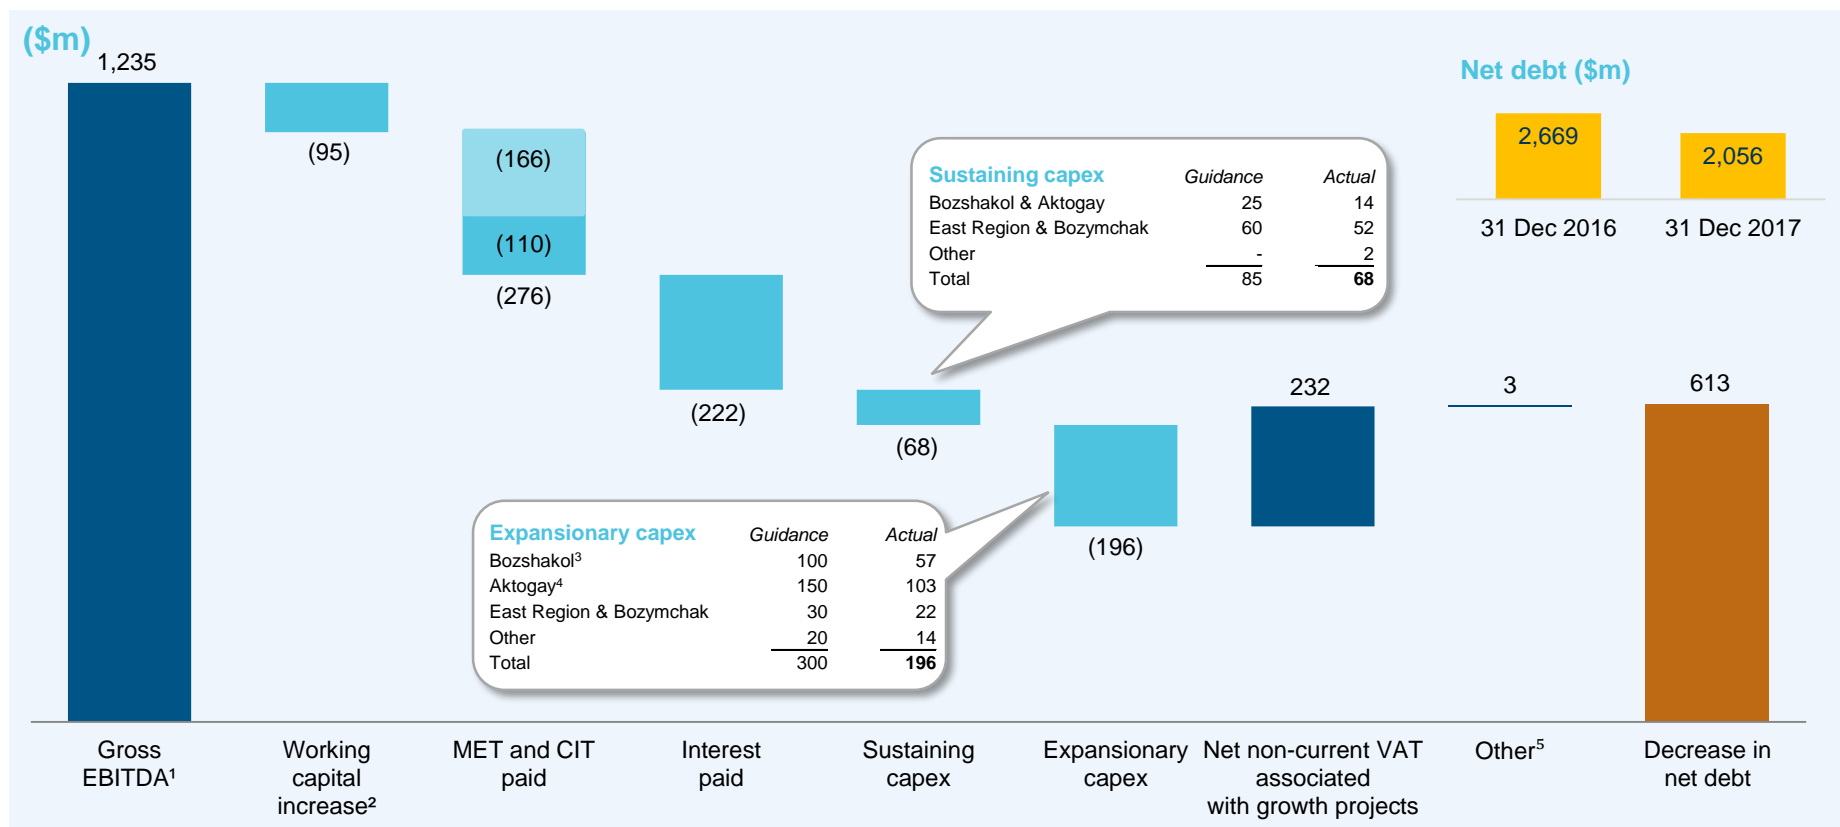 ($m)
1,235
(95)
(166)
(110)
(276)
(222)
(68)
(196)
232
3
613
Net debt ($m)
2,669
2,056
31 Dec 2016
31 Dec 2017
Sustaining capex Guidance Actual
Bozshakol & Aktogay 25 14
East Region & Bozymchak 60 52
Other - 2
Total 85 68
Expansionary capex Guidance Actual
Bozshakol³ 100 57
Aktogay⁴ 150 103
East Region & Bozymchak 30 22
Other 20 14
Total 300 196
Gross
EBITDA¹
Working
capital
increase²
MET and CIT
paid
Interest
paid
Sustaining
capex
Expansionary
capex
Net non-current VAT
associated
with growth projects
Other⁵
Decrease in
net debt